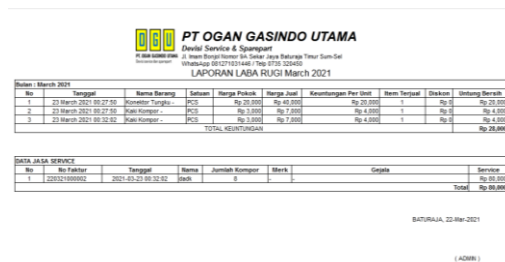 OGU
PT OGAN GASINDO UTAMA
Devisi Service & Sparepart
Jl. Imam Bonjol Nomor 9A Sekar Jaya Baturaja Timur Sum-Sel
WhatsApp 081271031446 / Telp 0735 320450
LAPORAN LABA RUGI March 2021
Bulan : March 2021
No Tanggal Nama Barang Satuan Harga Pokok Harga Jual Keuntungan Per Unit Item Terjual Diskon Untung Bersih
1 23 March 2021 00:27:50 Konektor Tungku - PCS Rp 20,000 Rp 40,000 Rp 20,000 1 Rp 0 Rp 20,000
2 23 March 2021 00:27:50 Kaki Kompor - PCS Rp 3,000 Rp 7,000 Rp 4,000 1 Rp 0 Rp 4,000
3 23 March 2021 00:32:02 Kaki Kompor - PCS Rp 3,000 Rp 7,000 Rp 4,000 1 Rp 0 Rp 4,000
TOTAL KEUNTUNGAN Rp 28,000
DATA JASA SERVICE
No No Faktur Tanggal Nama Jumlah Kompor Merk Gejala Service
1 220321000002 2021-03-23 00:32:02 dadk 8 - - Rp 80,000
Total Rp 80,000
BATURAJA, 22-Mar-2021
( ADMIN )